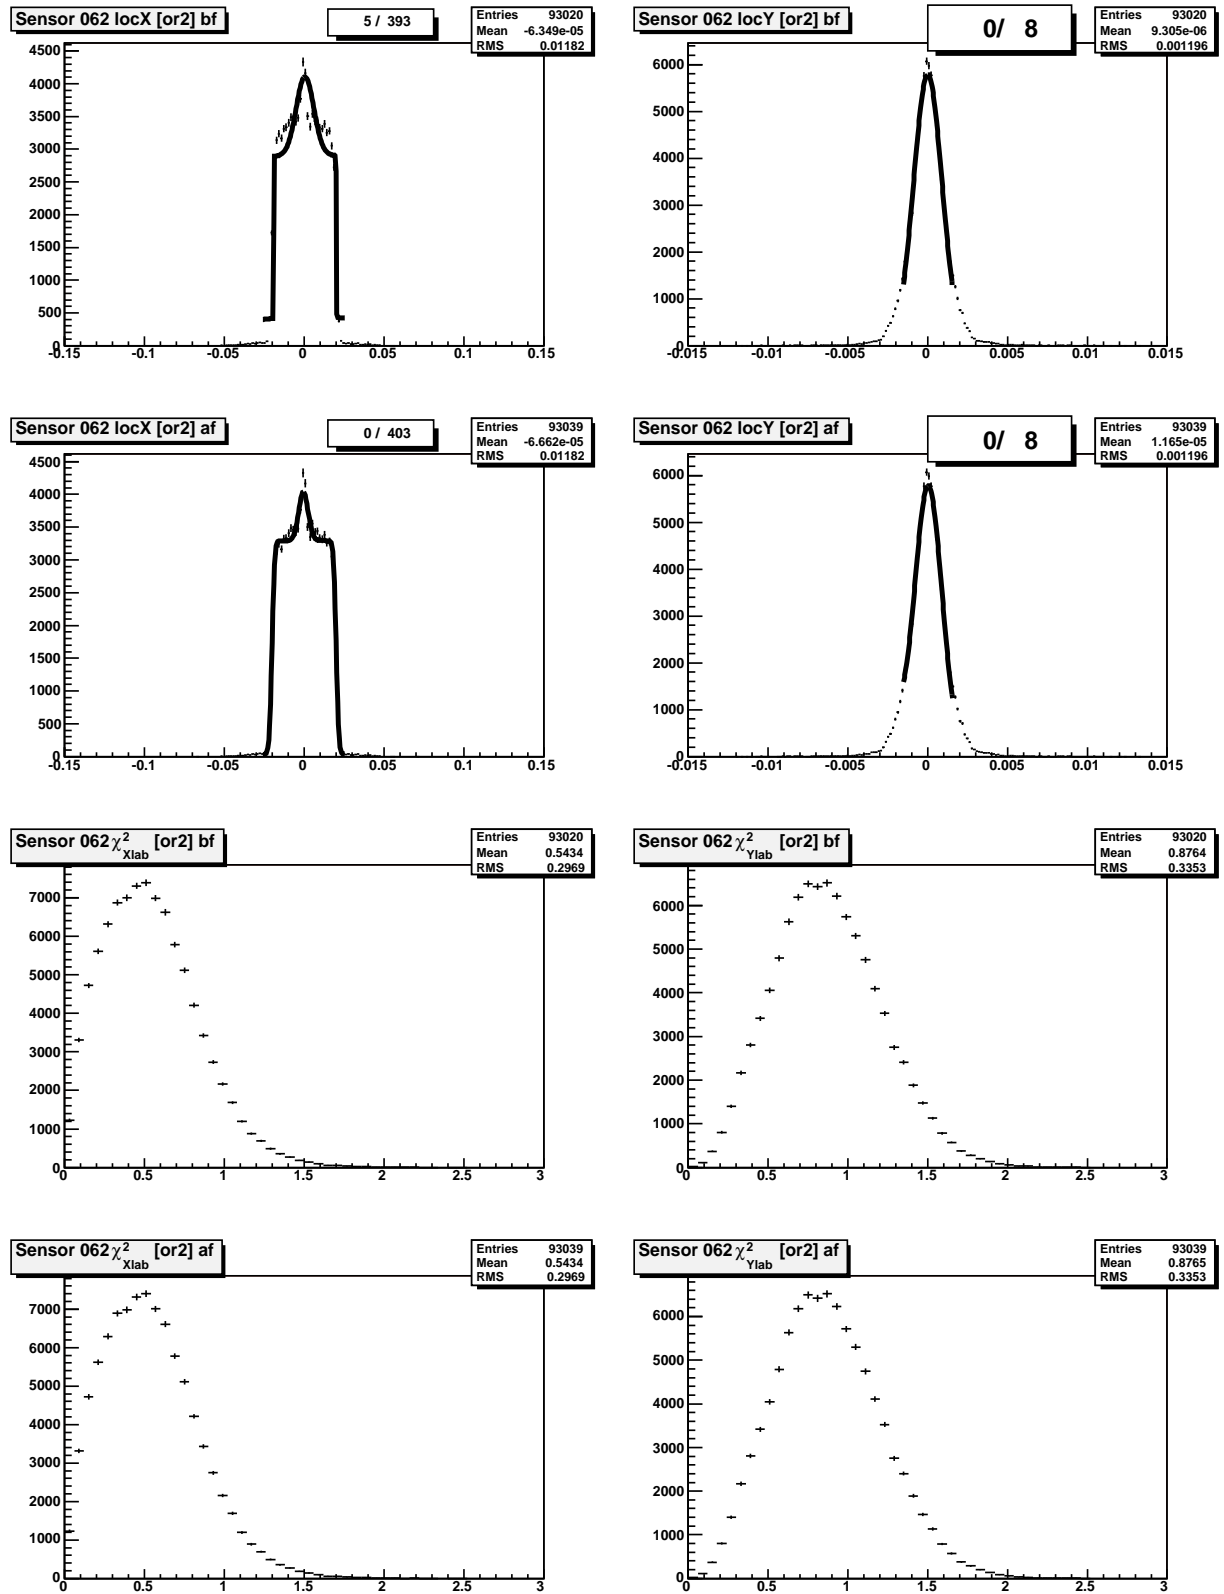 Sensor 062 locX [or2] bf
5 / 393
Entries 93020
Mean -6.349e-05
RMS 0.01182
4500
4000
3500
3000
2500
2000
1500
1000
500
0
-0.15 -0.1 -0.05 0 0.05 0.1 0.15
Sensor 062 locY [or2] bf
0/ 8
Entries 93020
Mean 9.305e-06
RMS 0.001196
6000
5000
4000
3000
2000
1000
0
-0.015 -0.01 -0.005 0 0.005 0.01 0.015
Sensor 062 locX [or2] af
0 / 403
Entries 93039
Mean -6.662e-05
RMS 0.01182
4500
4000
3500
3000
2500
2000
1500
1000
500
0
-0.15 -0.1 -0.05 0 0.05 0.1 0.15
Sensor 062 locY [or2] af
0/ 8
Entries 93039
Mean 1.165e-05
RMS 0.001196
6000
5000
4000
3000
2000
1000
0
-0.015 -0.01 -0.005 0 0.005 0.01 0.015
Sensor 062 χ²Xlab [or2] bf
Entries 93020
Mean 0.5434
RMS 0.2969
7000
6000
5000
4000
3000
2000
1000
0
0 0.5 1 1.5 2 2.5 3
Sensor 062 χ²Ylab [or2] bf
Entries 93020
Mean 0.8764
RMS 0.3353
6000
5000
4000
3000
2000
1000
0
0 0.5 1 1.5 2 2.5 3
Sensor 062 χ²Xlab [or2] af
Entries 93039
Mean 0.5434
RMS 0.2969
7000
6000
5000
4000
3000
2000
1000
0
0 0.5 1 1.5 2 2.5 3
Sensor 062 χ²Ylab [or2] af
Entries 93039
Mean 0.8765
RMS 0.3353
6000
5000
4000
3000
2000
1000
0
0 0.5 1 1.5 2 2.5 3